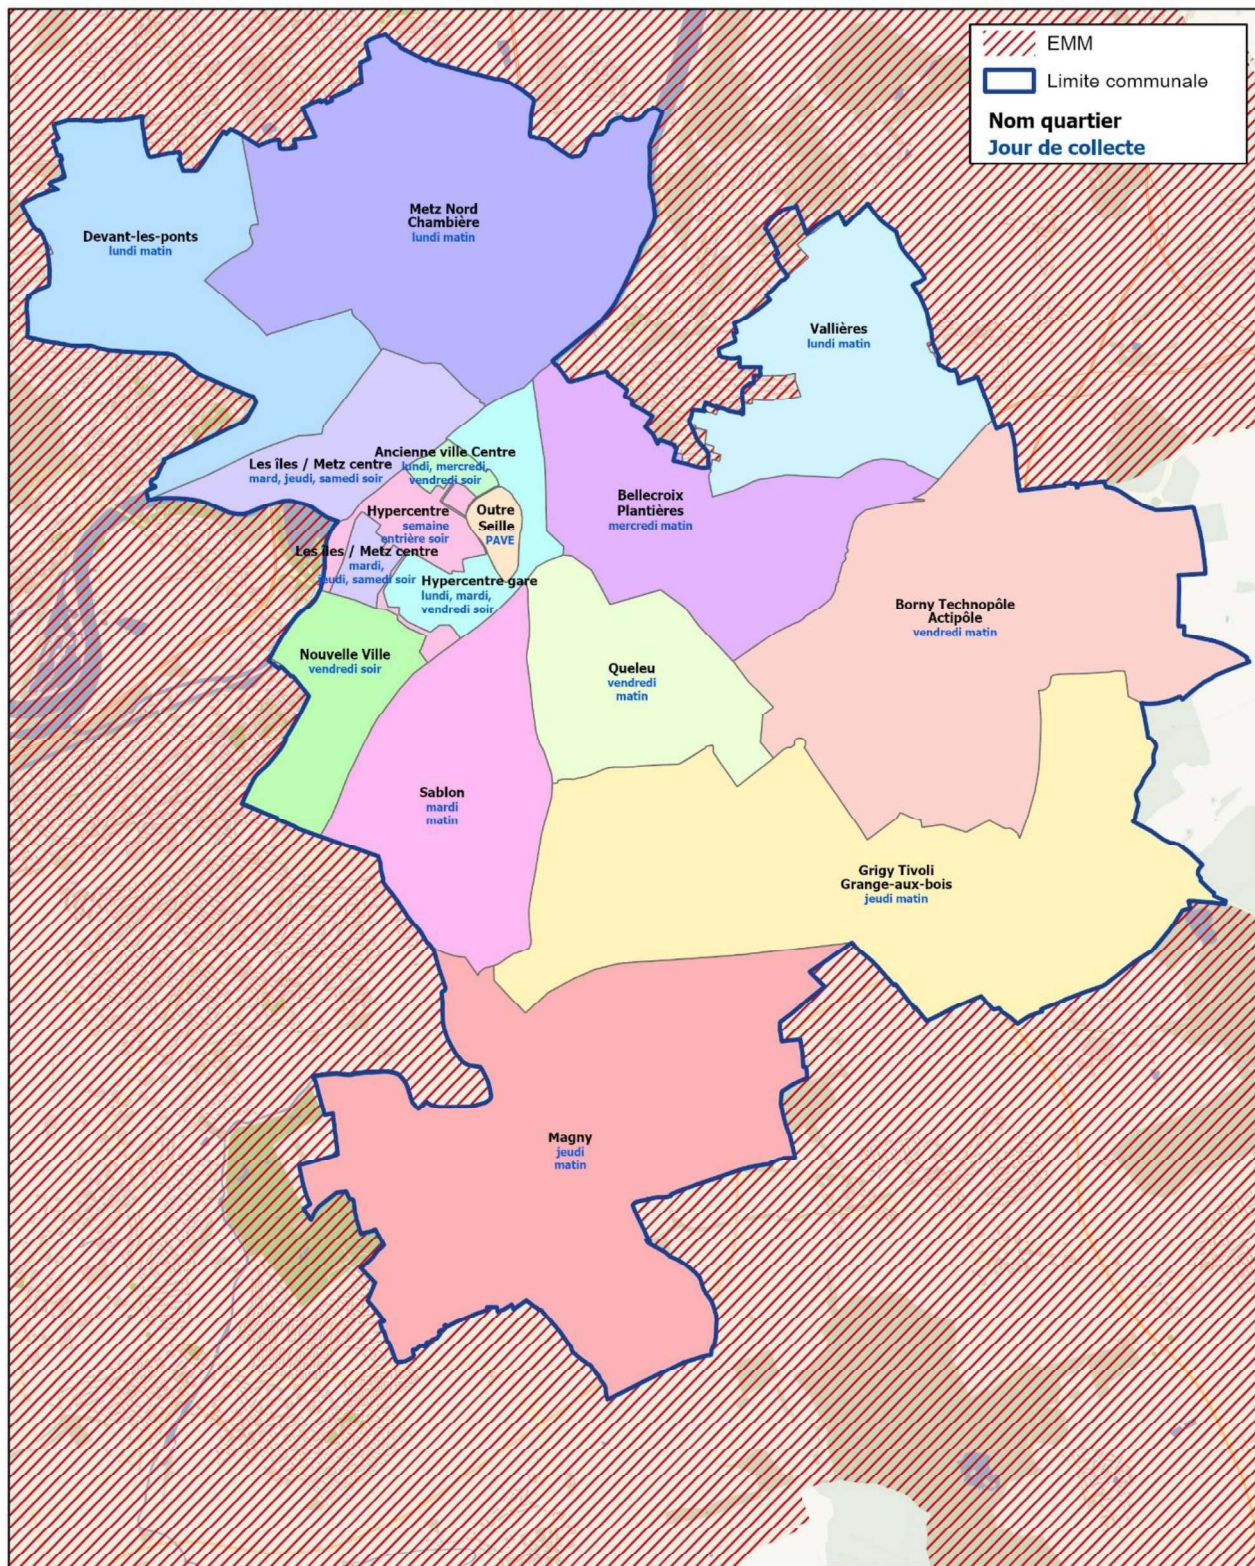 EMM
Limite communale
Nom quartier
Jour de collecte
Metz Nord
Chambière
lundi matin
Devant-les-ponts
lundi matin
Vallières
lundi matin
Ancienne ville Centre
lundi, mercredi,
vendredi soir
Les îles / Metz centre
mard, jeudi, samedi soir
Hypercentre
semaine
entrière soir
Outre
Seille
PAVE
Bellecroix
Plantières
mercredi matin
Les îles / Metz centre
mardi,
jeudi, samedi soir
Hypercentre gare
lundi, mardi,
vendredi soir
Borny Technopôle
Actipôle
vendredi matin
Nouvelle Ville
vendredi soir
Queleu
vendredi
matin
Sablon
mardi
matin
Grigy Tivoli
Grange-aux-bois
jeudi matin
Magny
jeudi
matin